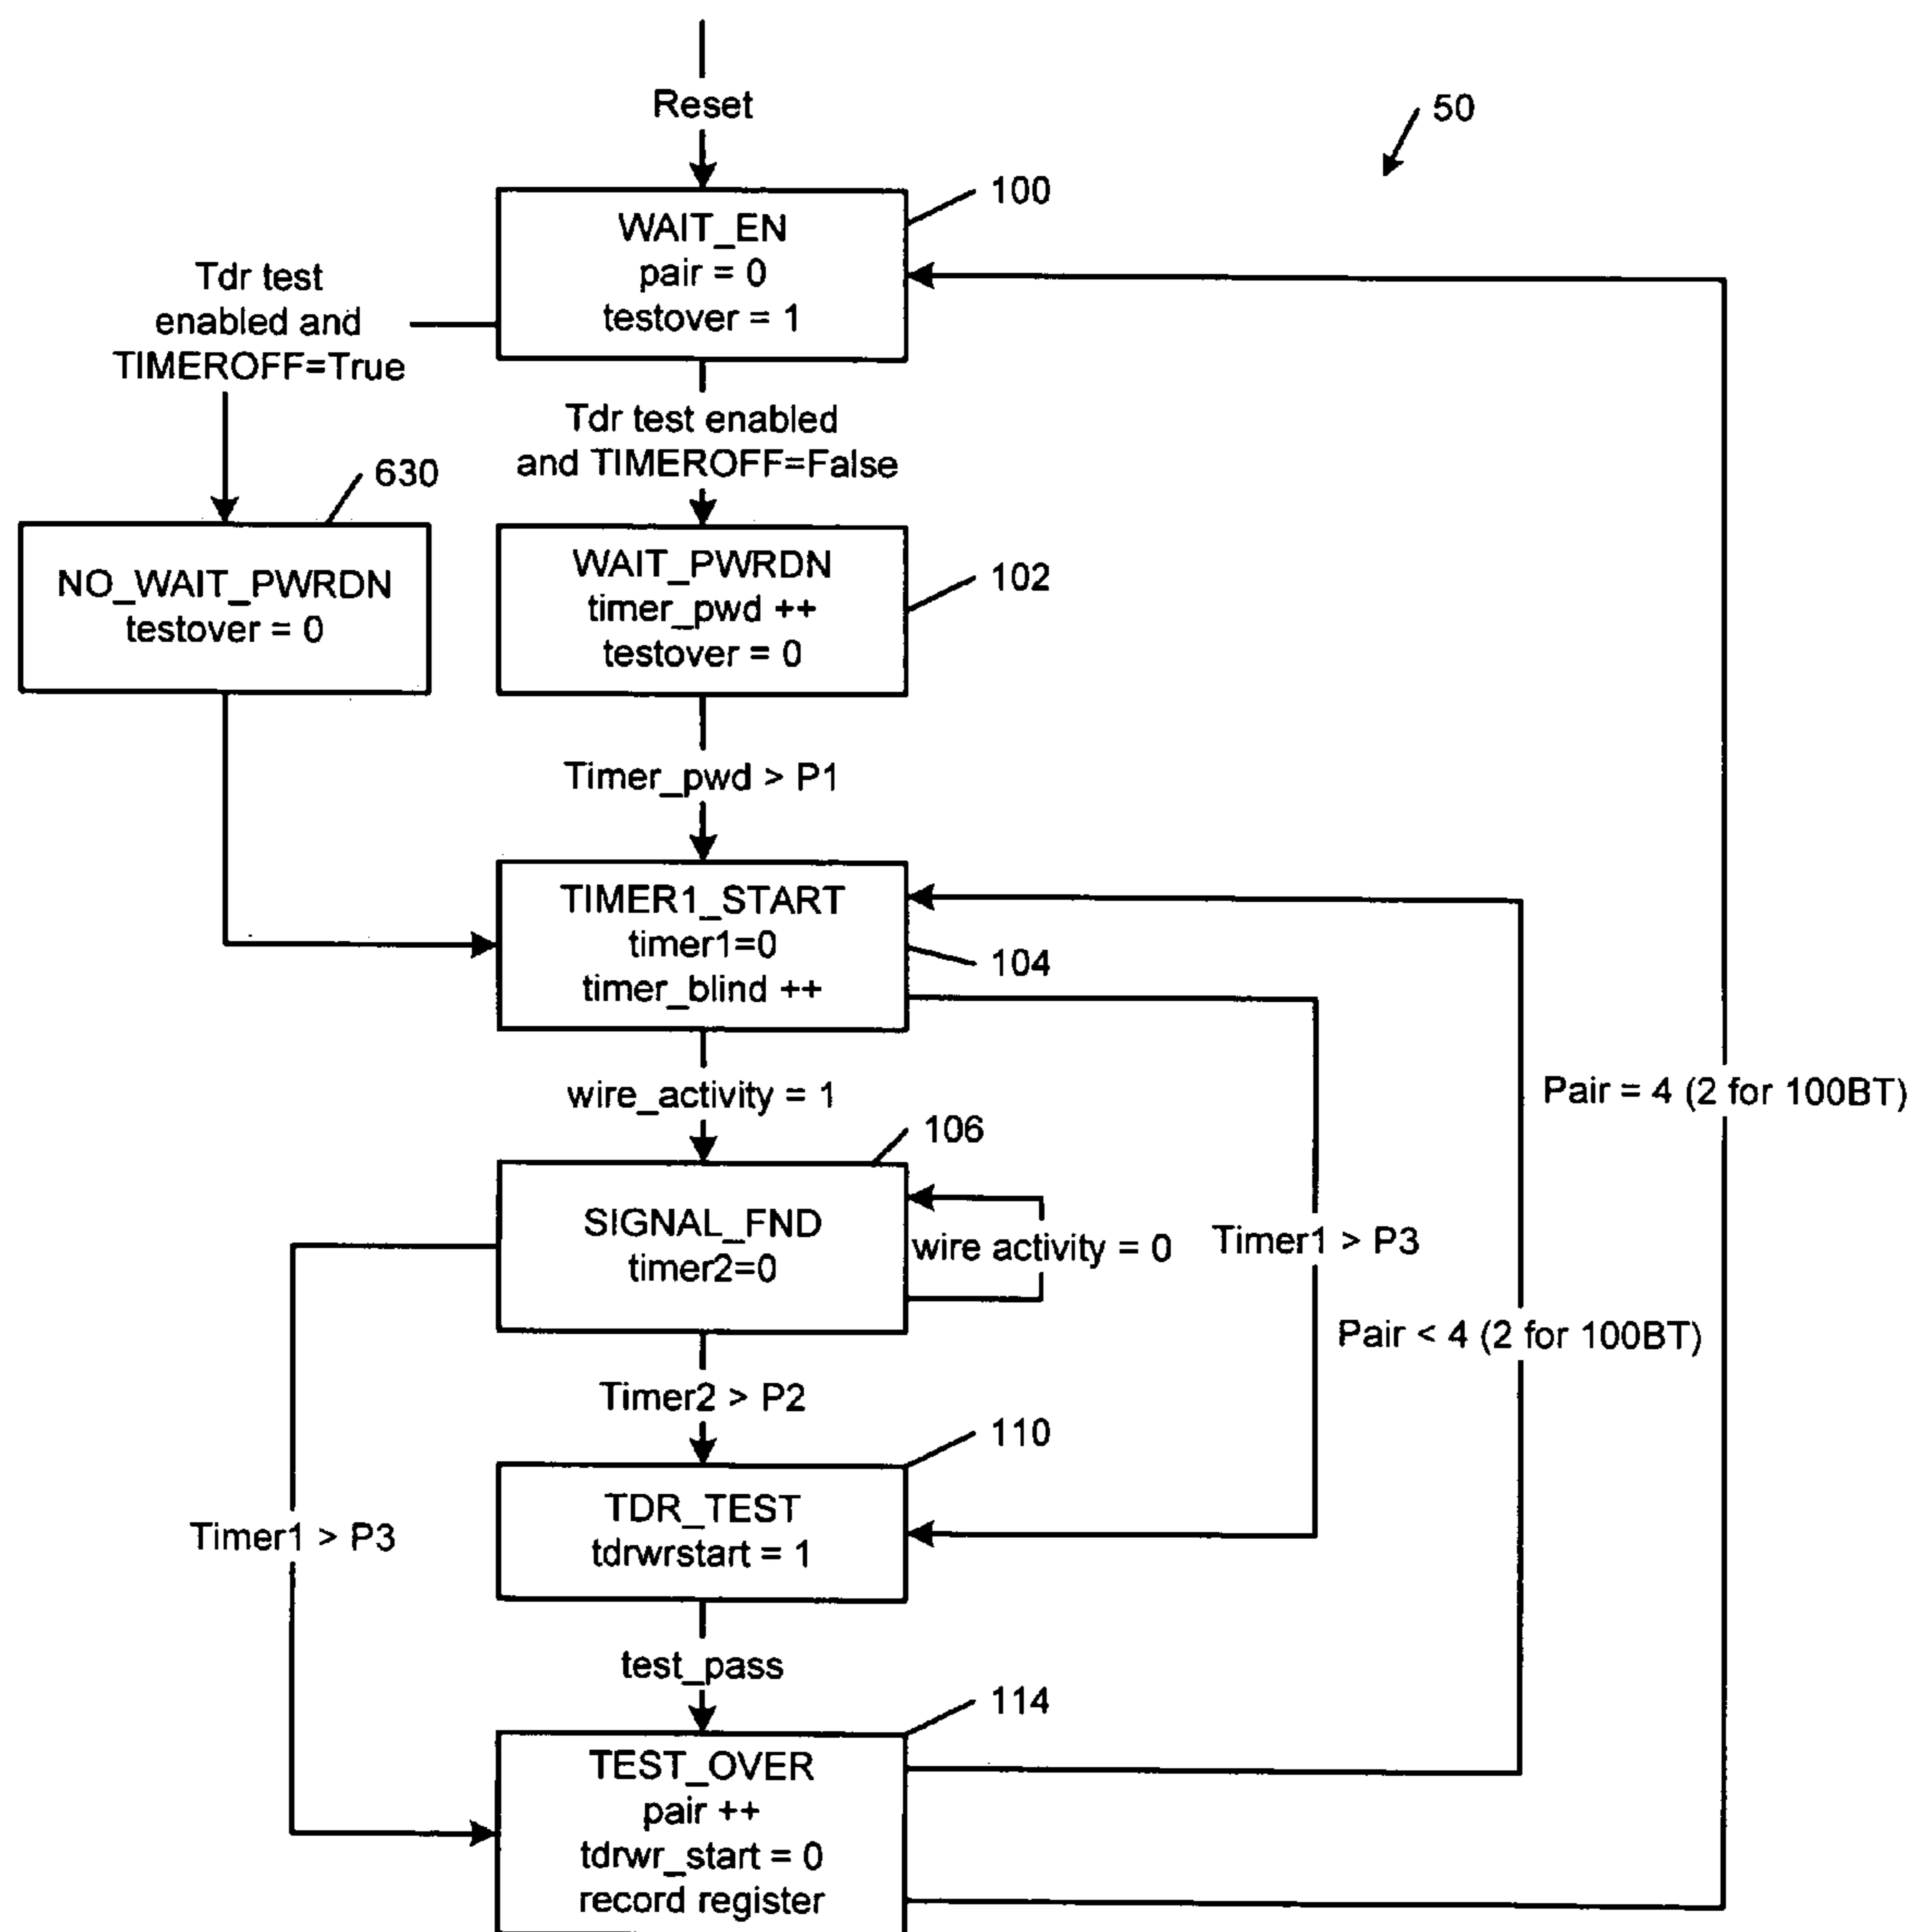 Reset
50
100
WAIT_EN
pair = 0
testover = 1
Tdr test
enabled and
TIMEROFF=True
Tdr test enabled
and TIMEROFF=False
630
NO_WAIT_PWRDN
testover = 0
WAIT_PWRDN
timer_pwd ++
testover = 0
102
Timer_pwd > P1
TIMER1_START
timer1=0
timer_blind ++
104
wire_activity = 1
Pair = 4 (2 for 100BT)
106
SIGNAL_FND
timer2=0
wire activity = 0
Timer1 > P3
Pair < 4 (2 for 100BT)
Timer2 > P2
110
TDR_TEST
tdrwrstart = 1
Timer1 > P3
test_pass
114
TEST_OVER
pair ++
tdrwr_start = 0
record register